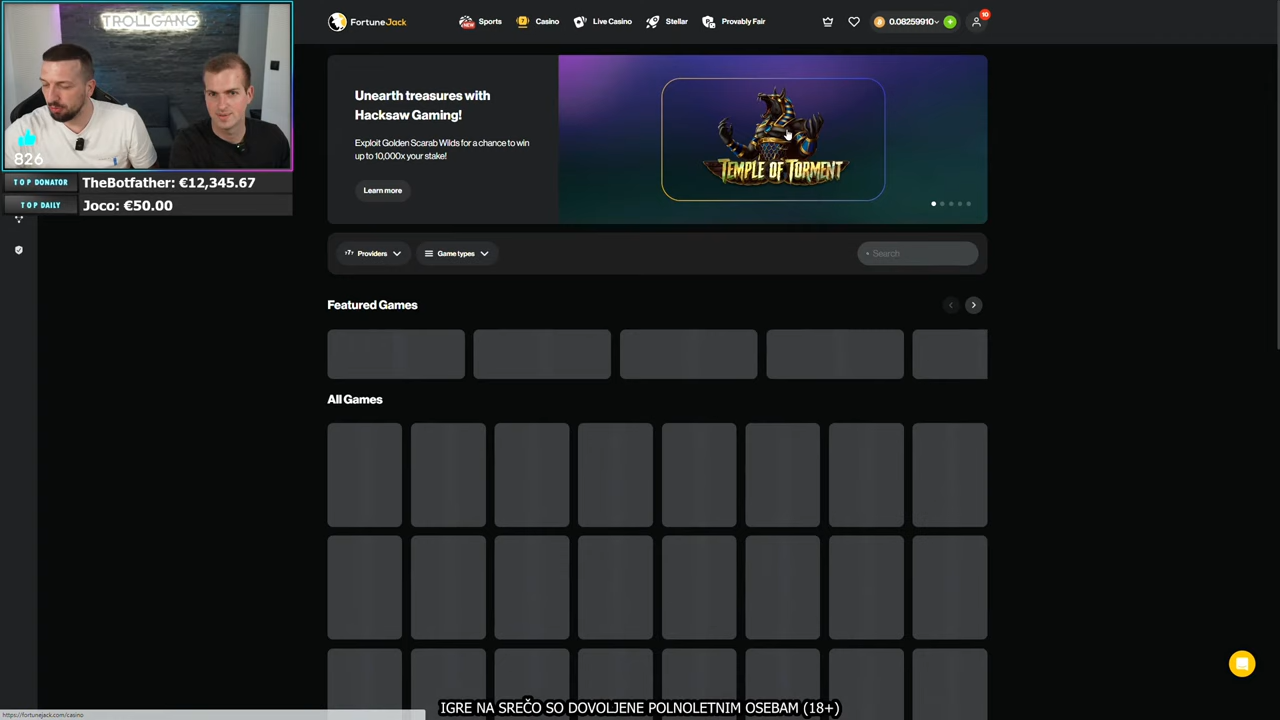 TROLLGANG
826
TOP DONATOR TheBotfather: €12,345.67
TOP DAILY Joco: €50.00
FortuneJack
NEW Sports
Casino
Live Casino
Stellar
Provably Fair
0.08259910
10
Unearth treasures with
Hacksaw Gaming!
Exploit Golden Scarab Wilds for a chance to win
up to 10,000x your stake!
Learn more
TEMPLE OF TORMENT
Providers
Game types
Search
Featured Games
All Games
https://fortunejack.com/casino
IGRE NA SREČO SO DOVOLJENE POLNOLETNIM OSEBAM (18+)